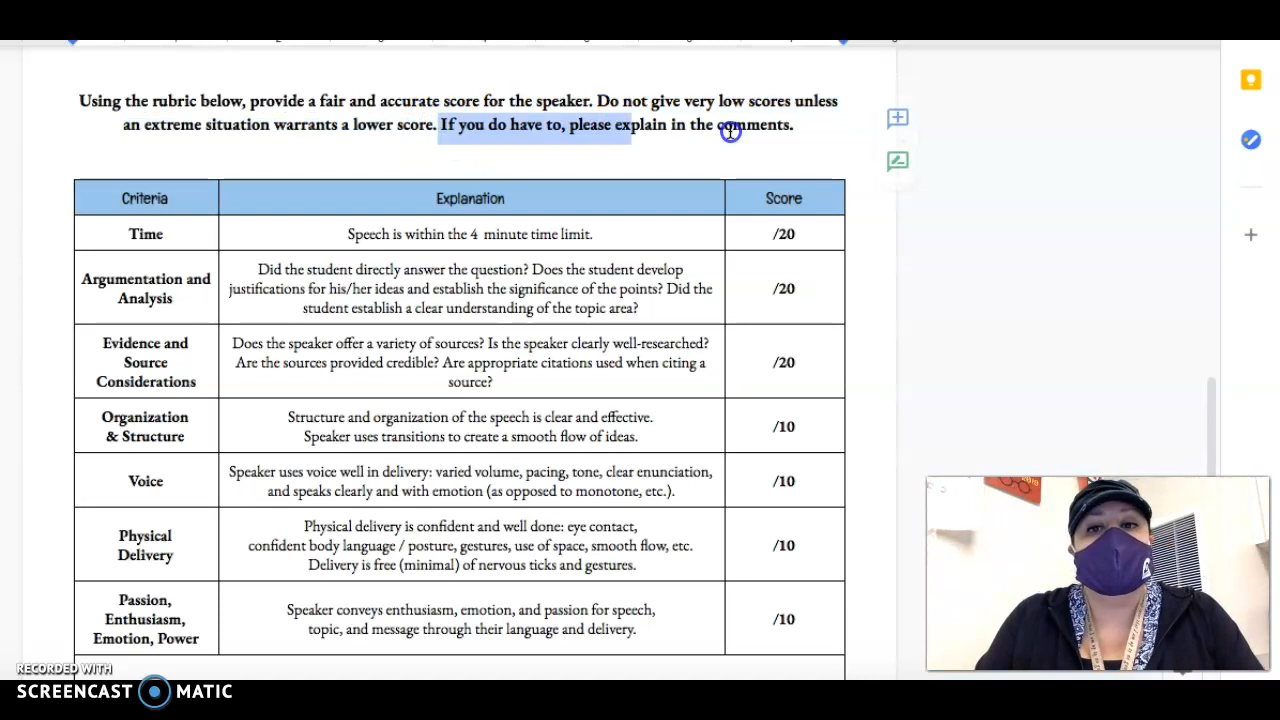 Using the rubric below, provide a fair and accurate score for the speaker. Do not give very low scores unless
an extreme situation warrants a lower score. If you do have to, please explain in the comments.
Criteria
Explanation
Score
Time
Speech is within the 4 minute time limit.
/20
Argumentation and
Analysis
Did the student directly answer the question? Does the student develop
justifications for his/her ideas and establish the significance of the points? Did the
student establish a clear understanding of the topic area?
/20
Evidence and
Source
Considerations
Does the speaker offer a variety of sources? Is the speaker clearly well-researched?
Are the sources provided credible? Are appropriate citations used when citing a
source?
/20
Organization
& Structure
Structure and organization of the speech is clear and effective.
Speaker uses transitions to create a smooth flow of ideas.
/10
Voice
Speaker uses voice well in delivery: varied volume, pacing, tone, clear enunciation,
and speaks clearly and with emotion (as opposed to monotone, etc.).
/10
Physical
Delivery
Physical delivery is confident and well done: eye contact,
confident body language / posture, gestures, use of space, smooth flow, etc.
Delivery is free (minimal) of nervous ticks and gestures.
/10
Passion,
Enthusiasm,
Emotion, Power
Speaker conveys enthusiasm, emotion, and passion for speech,
topic, and message through their language and delivery.
/10
RECORDED WITH
SCREENCAST MATIC